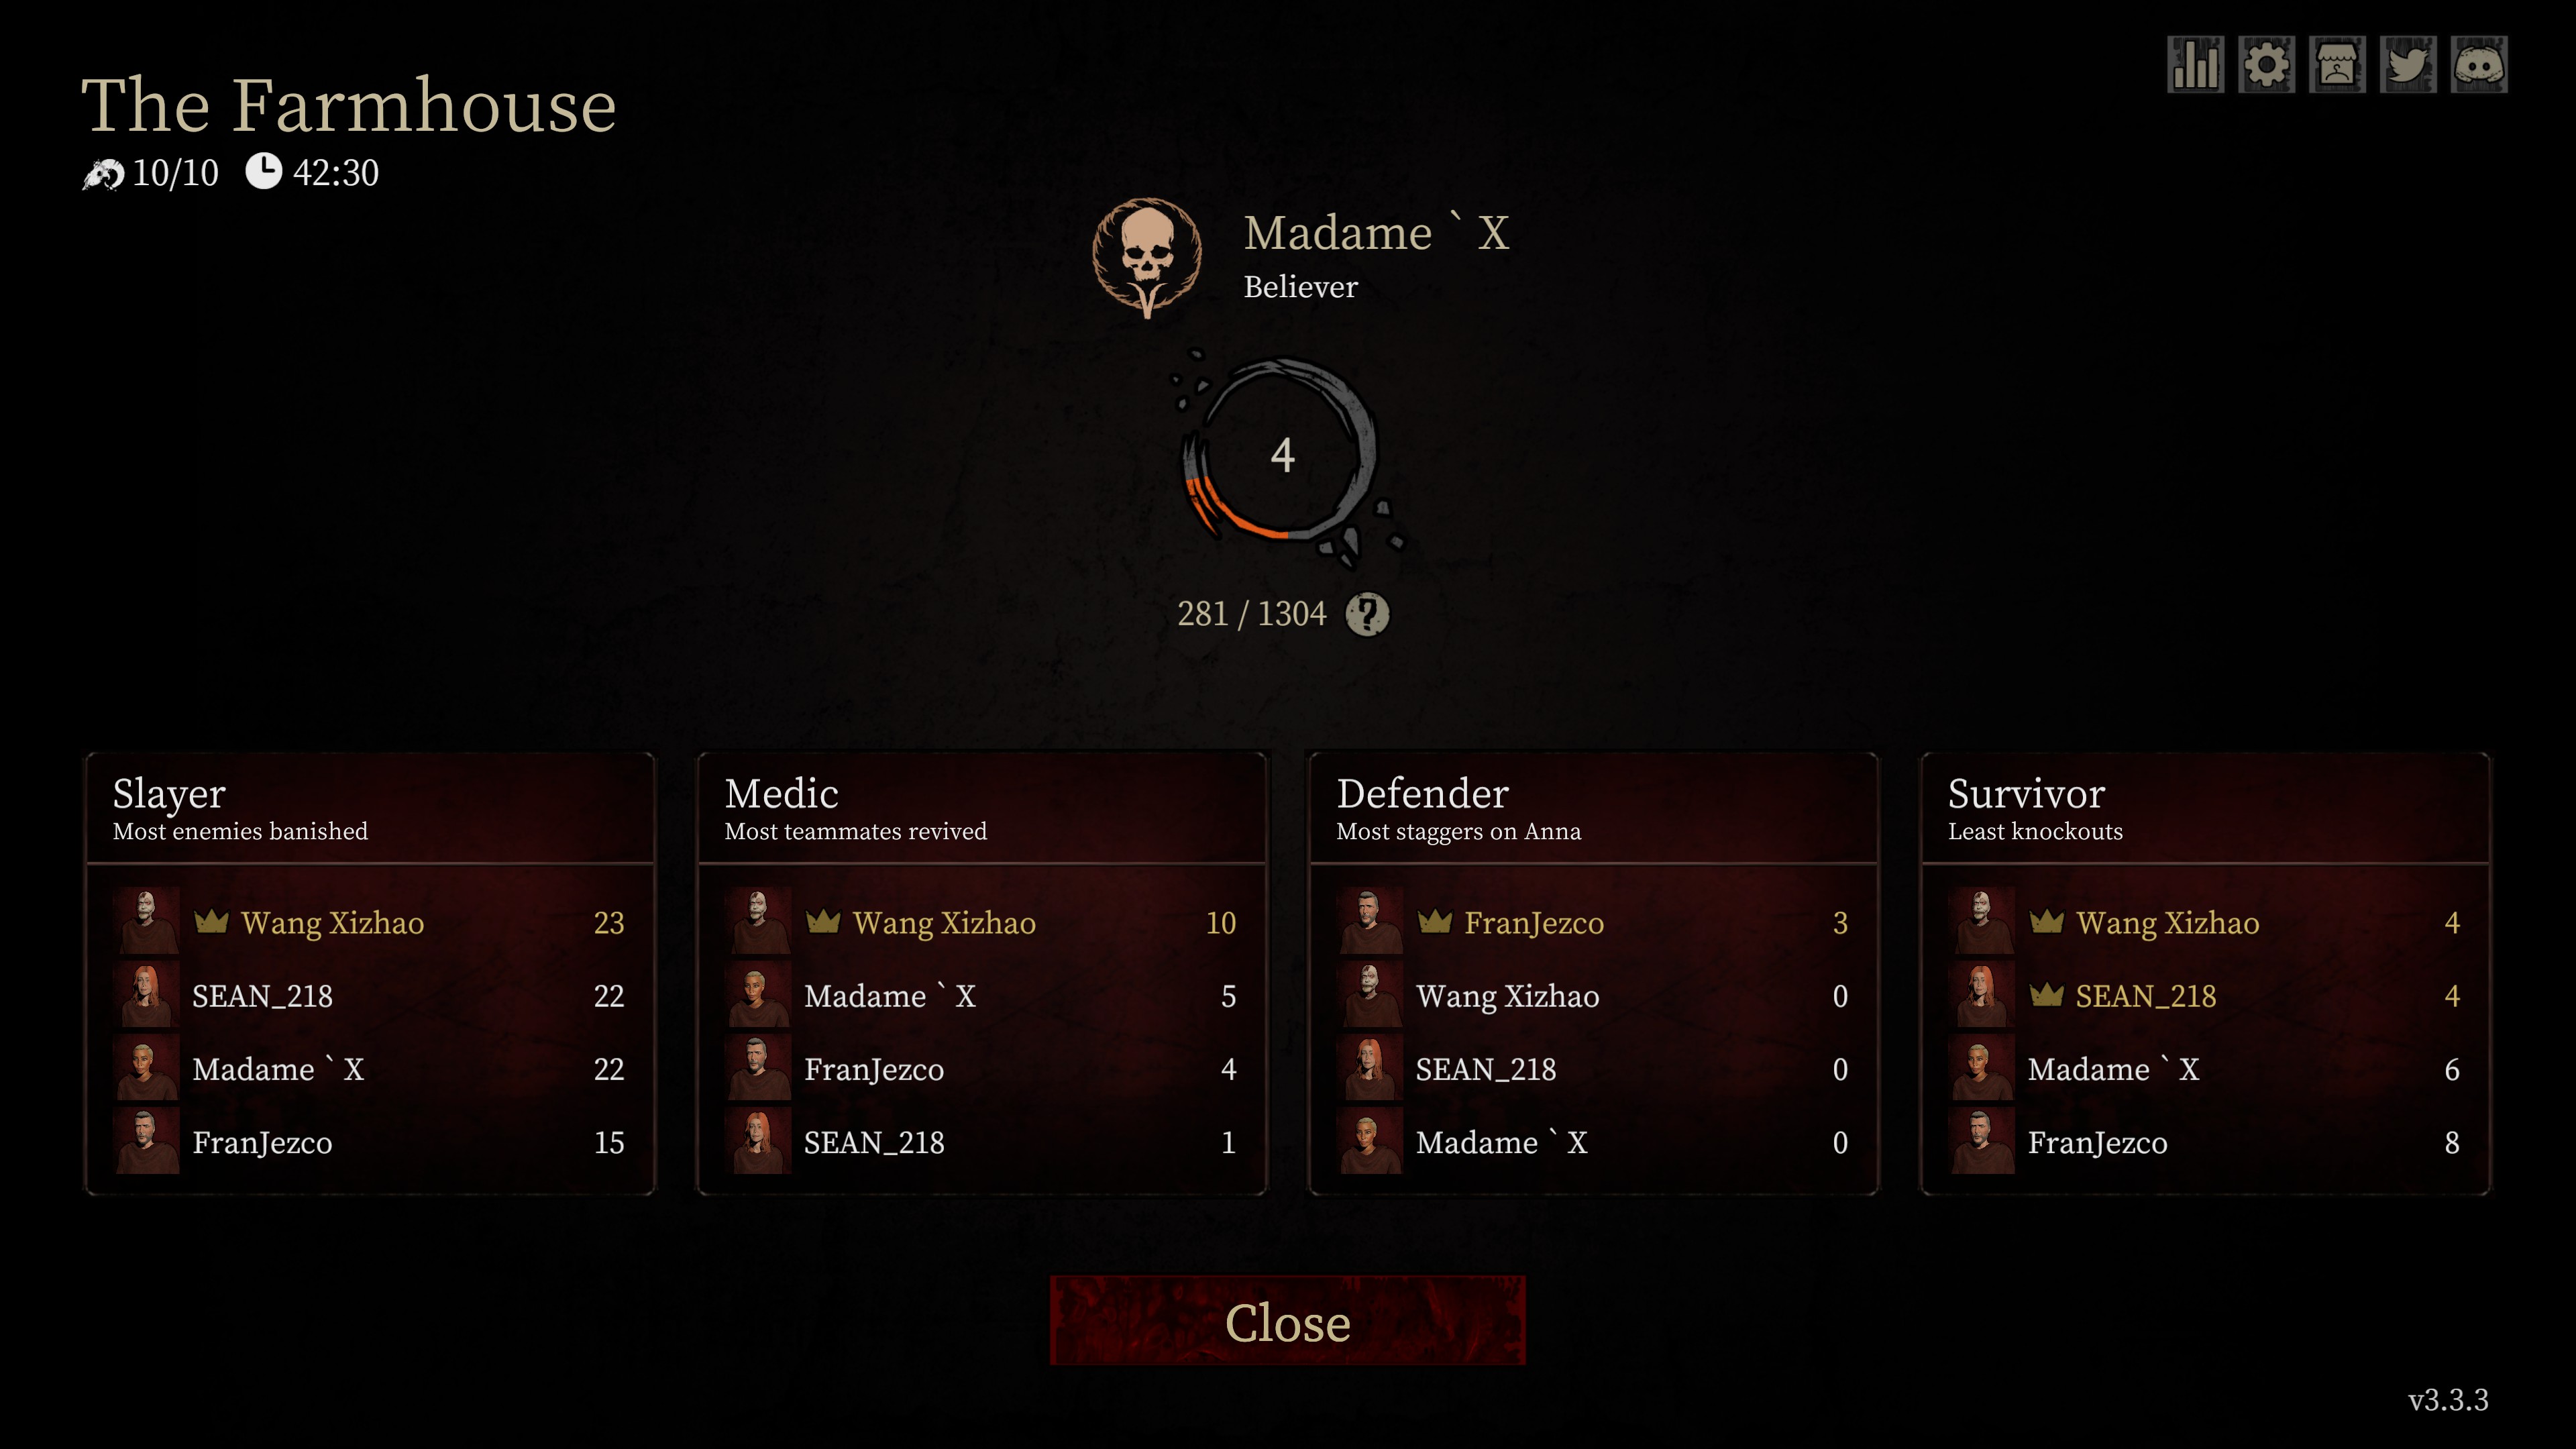 The Farmhouse
10/10 42:30
Madame ` X
Believer
4
281 / 1304 ?
Slayer
Most enemies banished
Wang Xizhao 23
SEAN_218 22
Madame ` X 22
FranJezco 15
Medic
Most teammates revived
Wang Xizhao 10
Madame ` X 5
FranJezco 4
SEAN_218 1
Defender
Most staggers on Anna
FranJezco 3
Wang Xizhao 0
SEAN_218 0
Madame ` X 0
Survivor
Least knockouts
Wang Xizhao 4
SEAN_218 4
Madame ` X 6
FranJezco 8
Close
v3.3.3